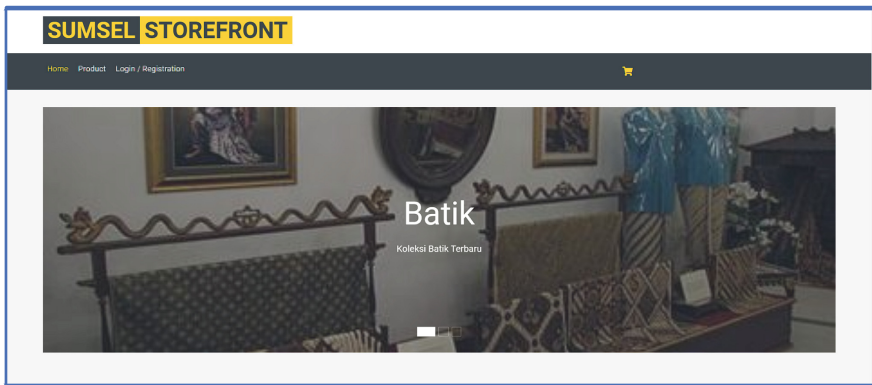 SUMSEL STOREFRONT
Home Product Login / Registration
Batik
Koleksi Batik Terbaru